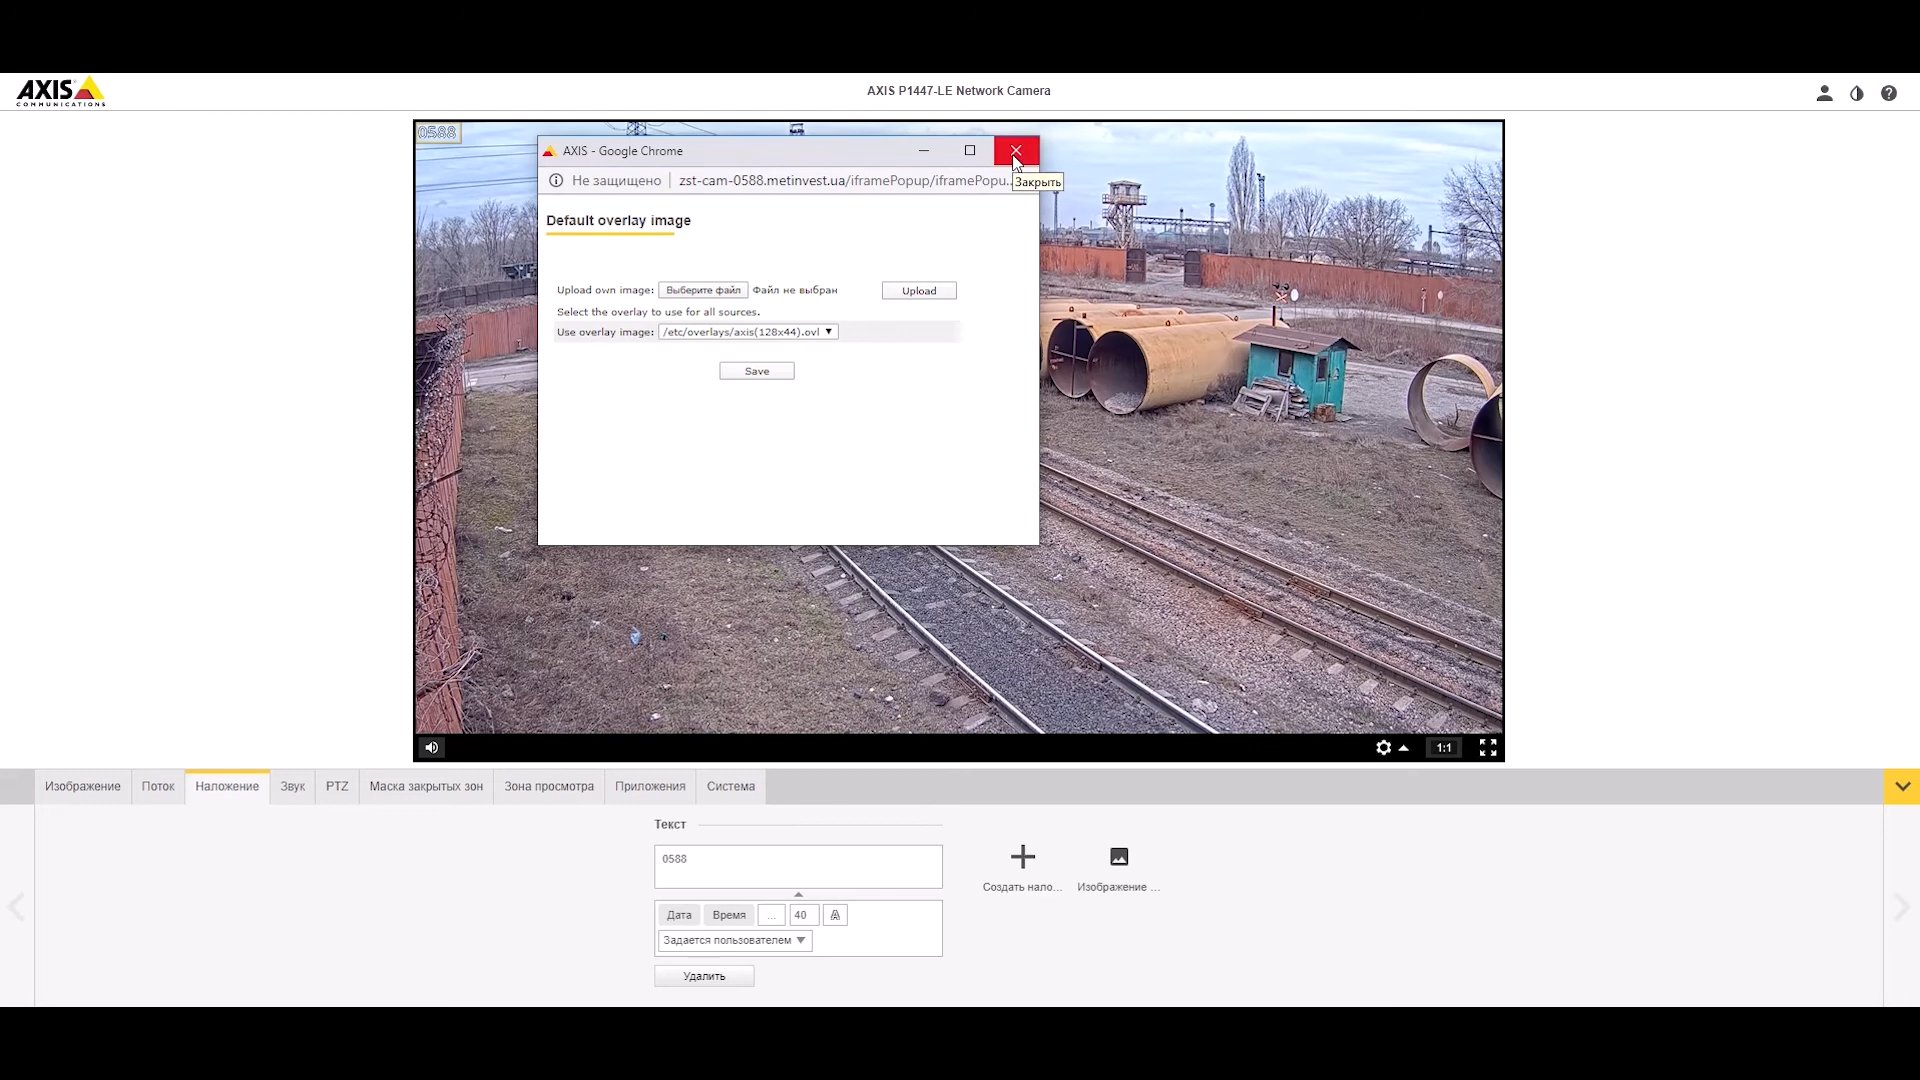 AXIS
COMMUNICATIONS
AXIS P1447-LE Network Camera
0588
AXIS - Google Chrome
Не защищено
zst-cam-0588.metinvest.ua/iframePopup/iframePopu...
Закрыть
Default overlay image
Upload own image: Выберите файл Файл не выбран Upload
Select the overlay to use for all sources.
Use overlay image: /etc/overlays/axis(128x44).ovl
Save
1:1
Изображение Поток Наложение Звук PTZ Маска закрытых зон Зона просмотра Приложения Система
Текст
0588
Создать нало... Изображение ...
Дата Время ... 40 A
Задается пользователем
Удалить